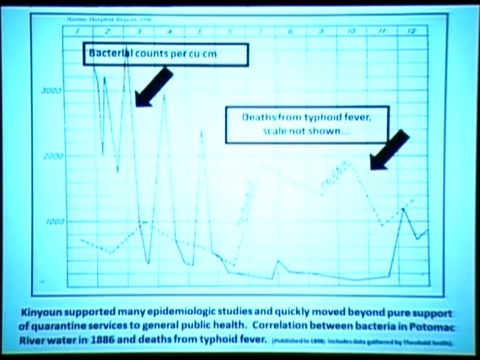 Marine Hospital Report, 1898
1 2 3 4 5 6 7 8 9 10 11 12
Bacterial counts per cu cm
3000
Deaths from typhoid fever,
scale not shown...
2000
1000
Kinyoun supported many epidemiologic studies and quickly moved beyond pure support
of quarantine services to general public health. Correlation between bacteria in Potomac
River water in 1886 and deaths from typhoid fever. (Published in 1898; includes data gathered by Theobald Smith).